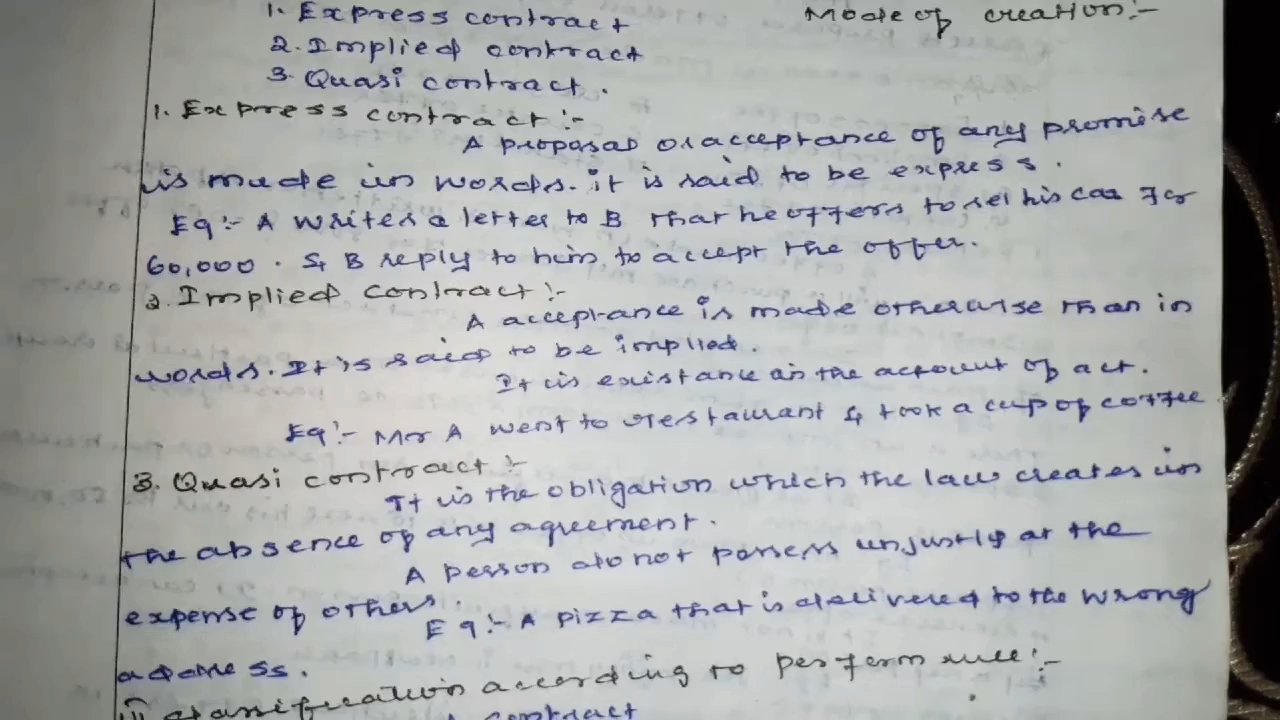 1. Express contract Mode of creation:-
2. Implied contract
3. Quasi contract.
1. Express contract:-
A proposal or acceptance of any promise
is made in words. it is said to be express.
Eg:- A writes a letter to B that he offers to sel his car for
60,000. & B reply to him to accept the offer.
2. Implied contract:-
A acceptance is made otherwise than in
words. It is said to be implied.
It is existance in the account of act.
Eg:- Mr A went to restaurant & took a cup of coffee
3. Quasi contract:-
It is the obligation which the law creates in
the absence of any agreement.
A person do not possess unjustly at the
expense of others.
Eg:- A pizza that is delivered to the wrong
address.
classification according to
contract